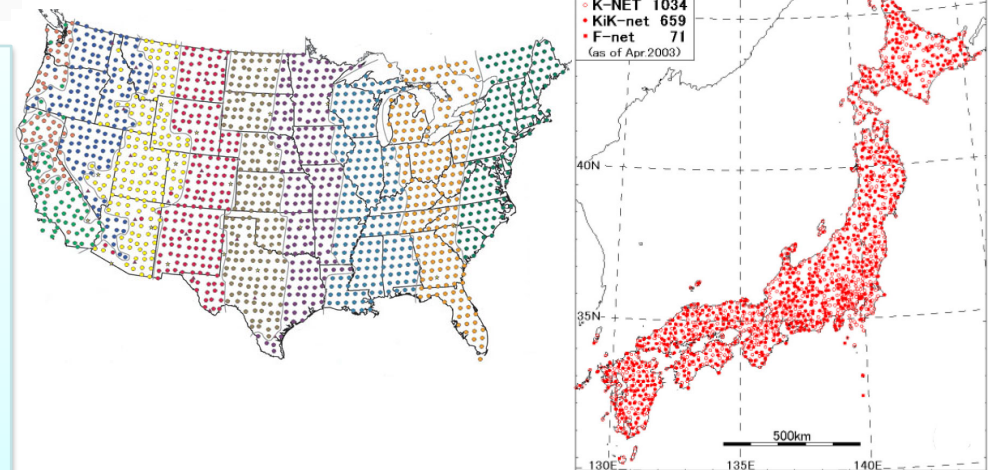 K-NET 1034
KiK-net 659
F-net 71
(as of Apr.2003)
40N
35N
500km
130E 135E 140E